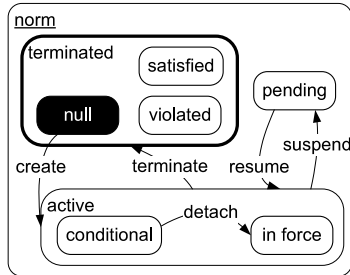 norm
terminated
satisfied
null
violated
pending
create
terminate
resume
suspend
active
conditional
detach
in force